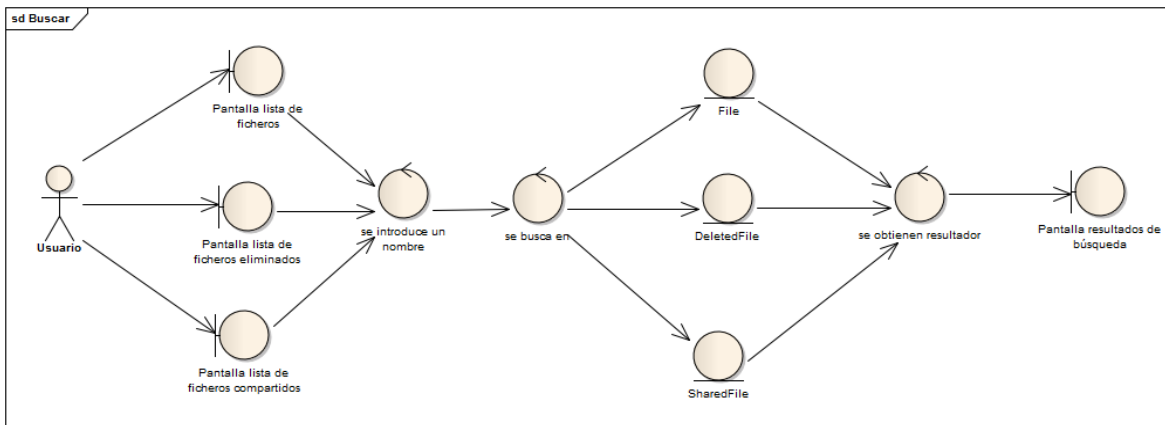 sd Buscar
Pantalla lista de
ficheros
File
Usuario
Pantalla lista de
ficheros eliminados
se introduce un
nombre
se busca en
DeletedFile
se obtienen resultador
Pantalla resultados de
búsqueda
Pantalla lista de
ficheros compartidos
SharedFile